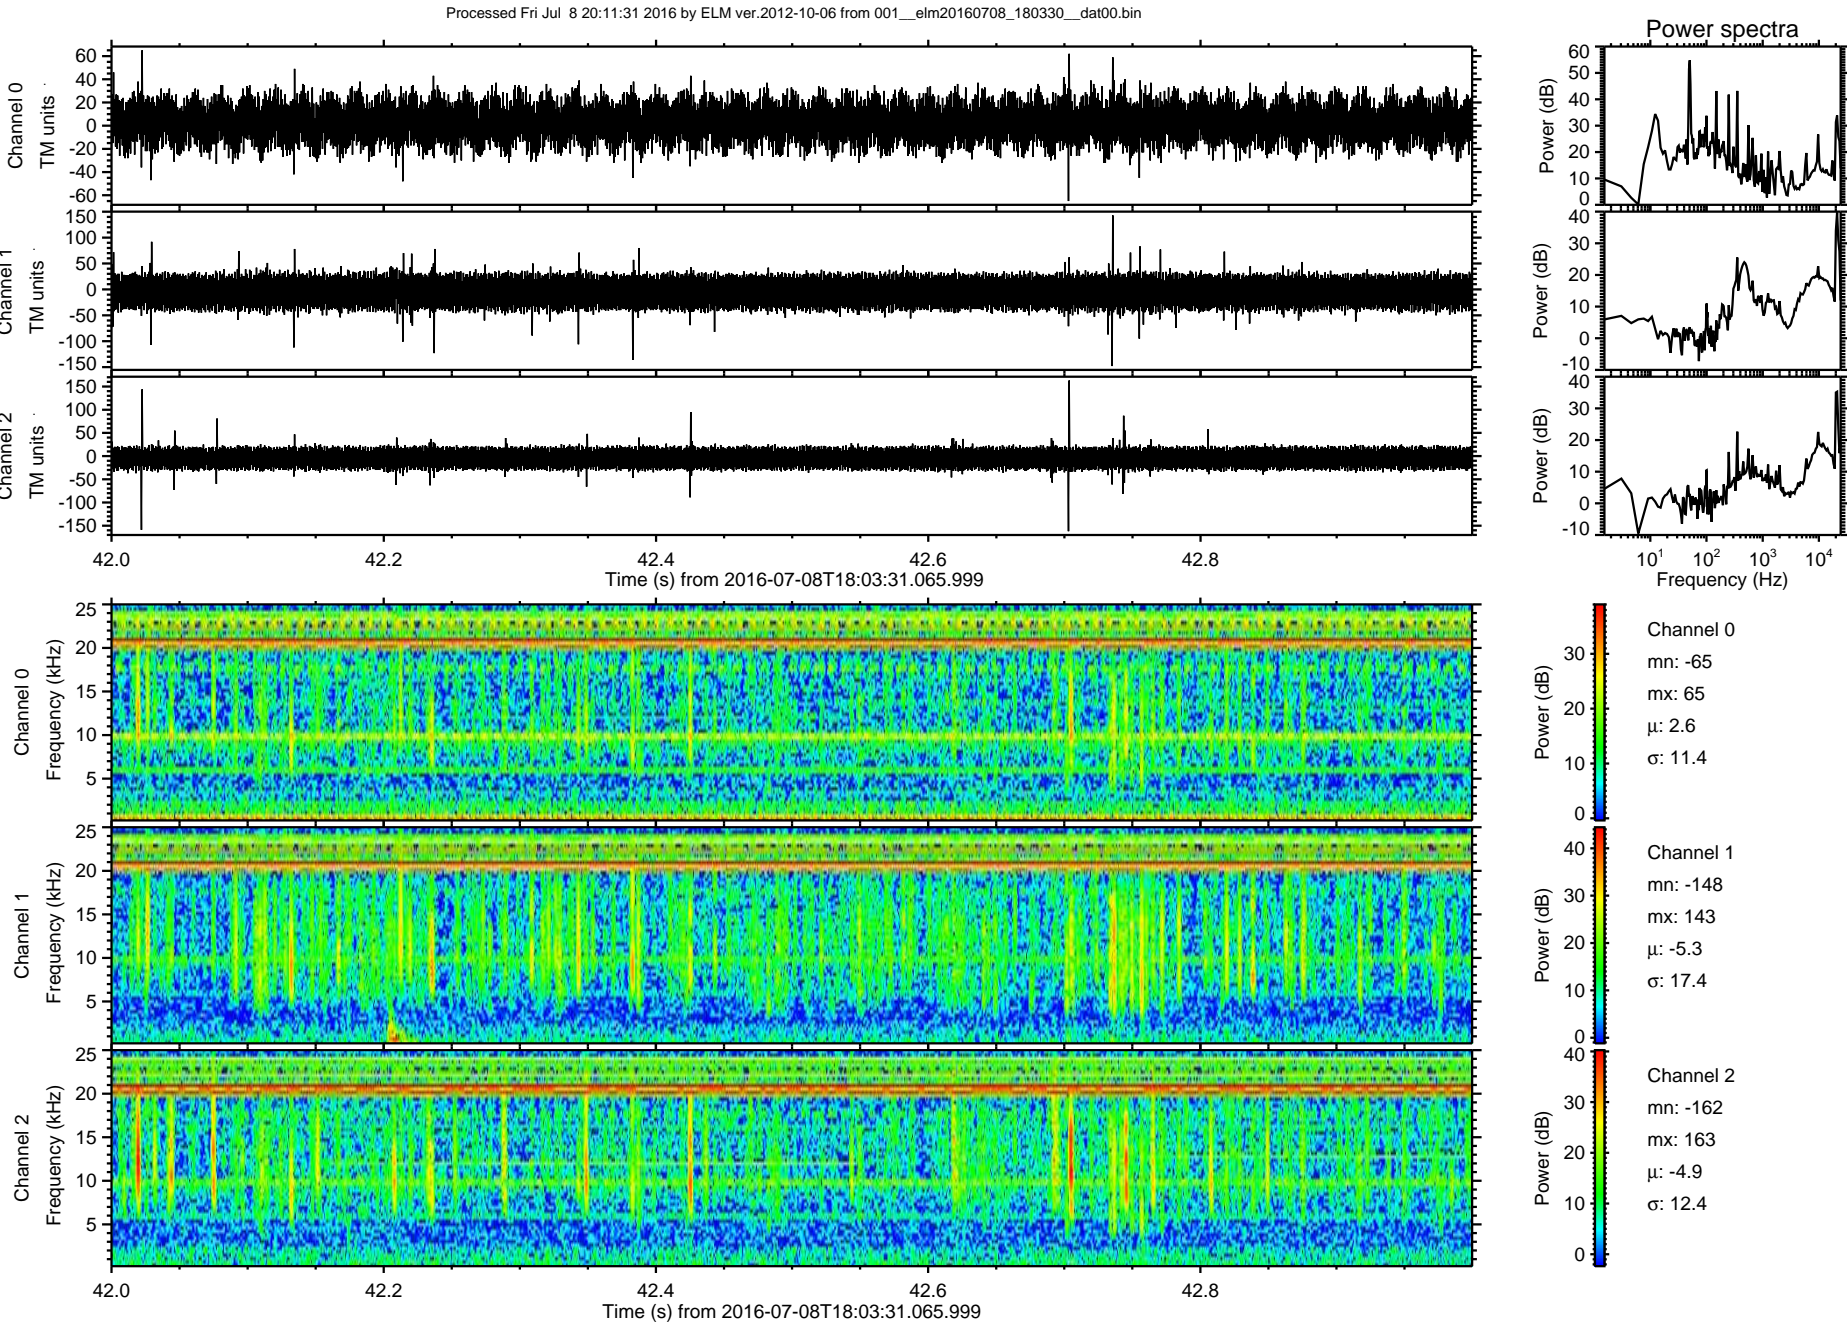 Processed Fri Jul  8 20:11:31 2016 by ELM ver.2012-10-06 from 001__elm20160708_180330__dat00.bin
Power spectra
Channel 0
TM units
60
40
20
0
-20
-40
-60
Power (dB)
60
50
40
30
20
10
0
Channel 1
TM units
150
100
50
0
-50
-100
-150
Power (dB)
40
30
20
10
0
-10
Channel 2
TM units
150
100
50
0
-50
-100
-150
Power (dB)
40
30
20
10
0
-10
42.0 42.2 42.4 42.6 42.8
Time (s) from 2016-07-08T18:03:31.065.999
10¹ 10² 10³ 10⁴
Frequency (Hz)
Channel 0
Frequency (kHz)
25
20
15
10
5
Power (dB)
30
20
10
0
Channel 0
mn: -65
mx: 65
μ: 2.6
σ: 11.4
Channel 1
Frequency (kHz)
25
20
15
10
5
Power (dB)
40
30
20
10
0
Channel 1
mn: -148
mx: 143
μ: -5.3
σ: 17.4
Channel 2
Frequency (kHz)
25
20
15
10
5
Power (dB)
40
30
20
10
0
Channel 2
mn: -162
mx: 163
μ: -4.9
σ: 12.4
42.0 42.2 42.4 42.6 42.8
Time (s) from 2016-07-08T18:03:31.065.999